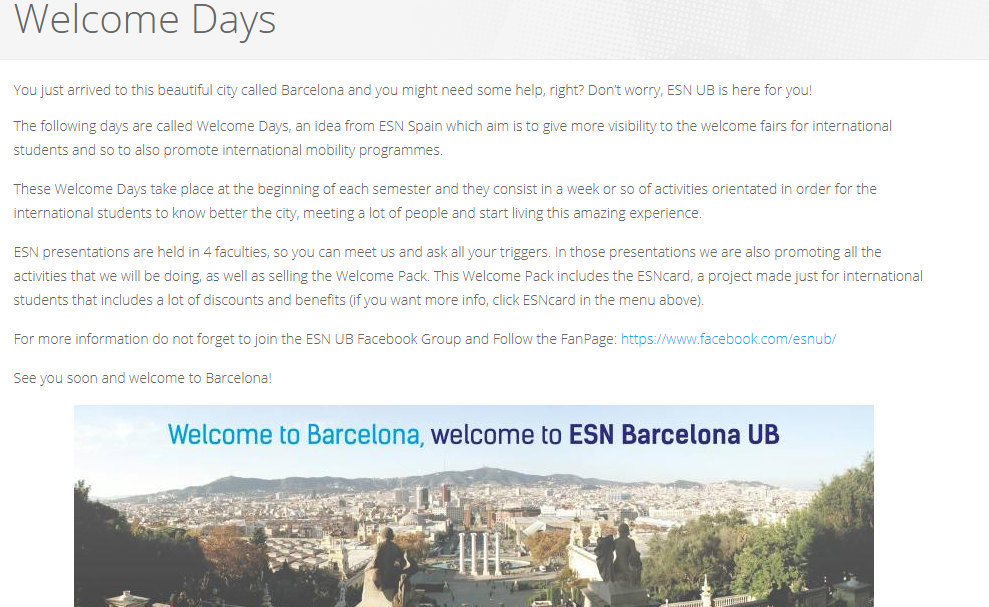 Welcome Days
You just arrived to this beautiful city called Barcelona and you might need some help, right? Don't worry, ESN UB is here for you!
The following days are called Welcome Days, an idea from ESN Spain which aim is to give more visibility to the welcome fairs for international
students and so to also promote international mobility programmes.
These Welcome Days take place at the beginning of each semester and they consist in a week or so of activities orientated in order for the
international students to know better the city, meeting a lot of people and start living this amazing experience.
ESN presentations are held in 4 faculties, so you can meet us and ask all your triggers. In those presentations we are also promoting all the
activities that we will be doing, as well as selling the Welcome Pack. This Welcome Pack includes the ESNcard, a project made just for international
students that includes a lot of discounts and benefits (if you want more info, click ESNcard in the menu above).
For more information do not forget to join the ESN UB Facebook Group and Follow the FanPage: https://www.facebook.com/esnub/
See you soon and welcome to Barcelona!
Welcome to Barcelona, welcome to ESN Barcelona UB